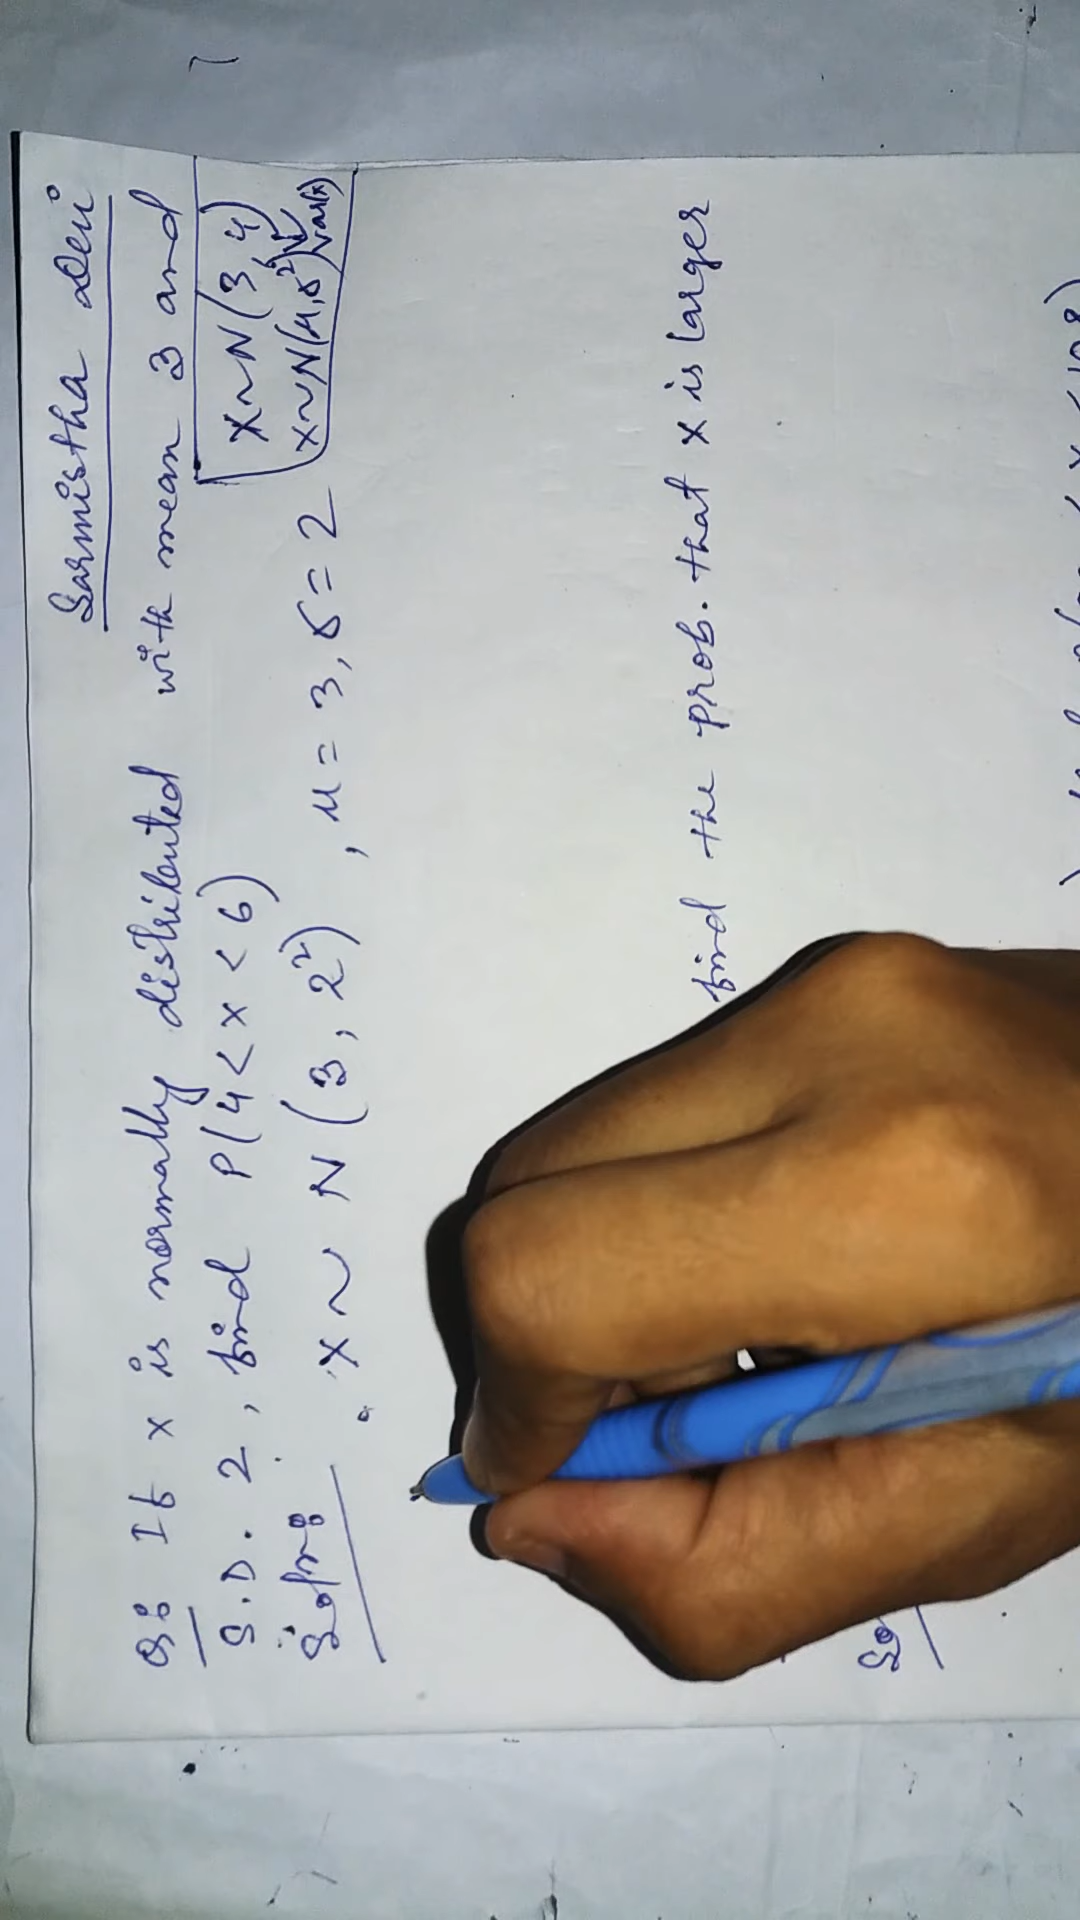 Sarmistha Devi
Q: If X is normally distributed with mean 3 and
S.D. 2, find P(4 < X < 6)
X ~ N(3, 4)
X ~ N(μ, σ²)
Var(X)
Soln: X ~ N(3, 2²), μ = 3, σ = 2
find the prob. that X is larger